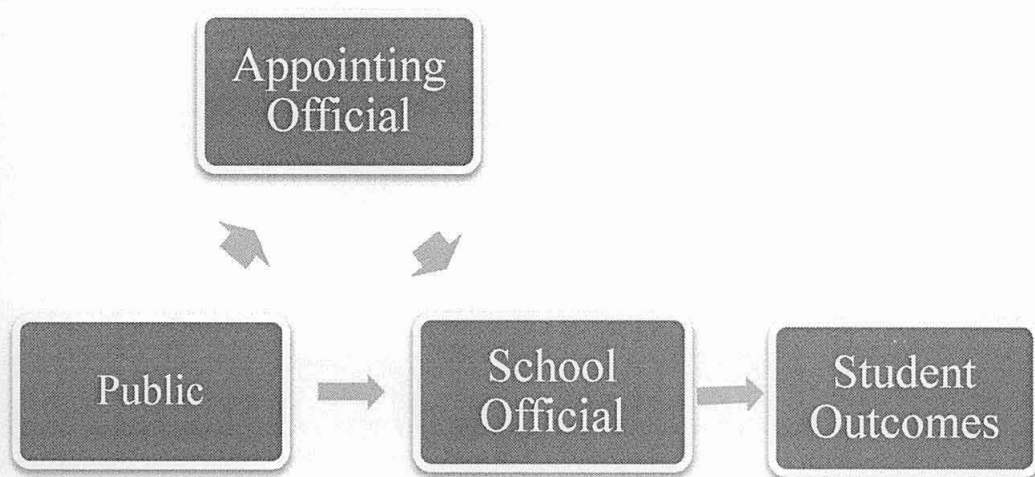 Appointing
Official
Public
School
Official
Student
Outcomes